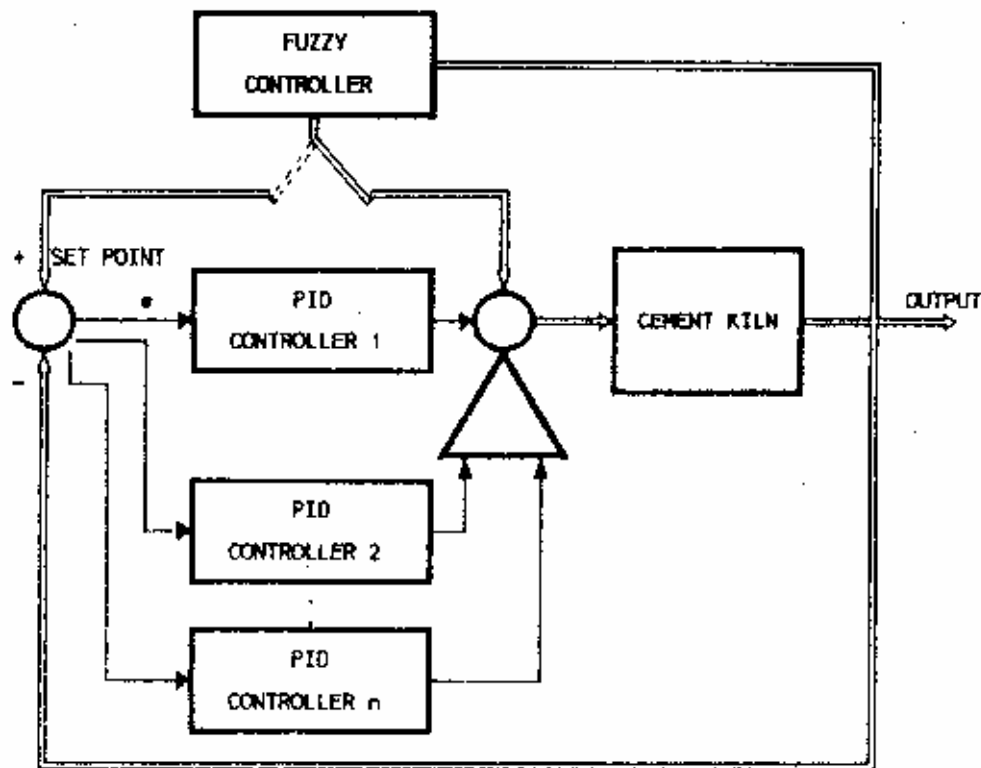 FUZZY
CONTROLLER
+ SET POINT
e
PID
CONTROLLER 1
CEMENT KILN
OUTPUT
-
PID
CONTROLLER 2
PID
CONTROLLER n